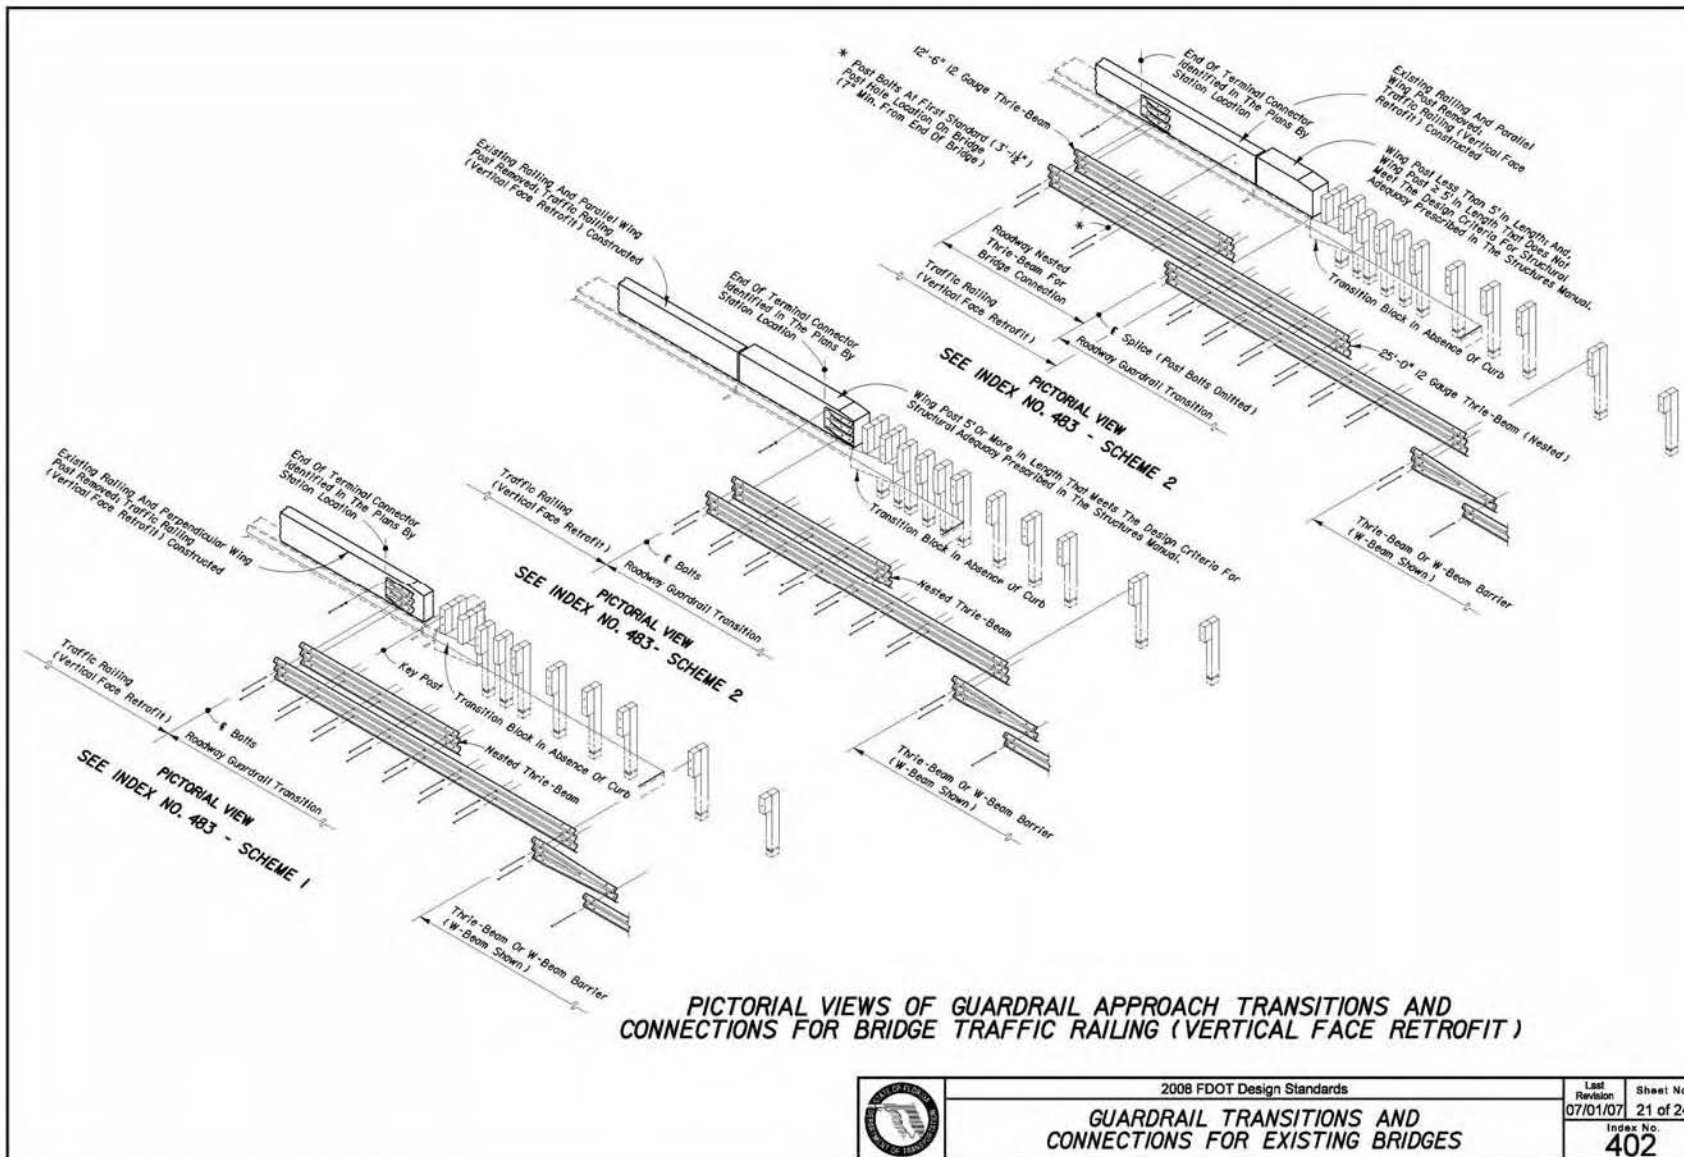 * Post Bolts At First Standard (3'-1½")
Post Hole Location On Bridge
(7" Min. From End Of Bridge)
12'-6" 12 Gauge Thrie-Beam
End Of Terminal Connector
Identified In The Plans By
Station Location
Existing Railing And Parallel
Wing Post Removed;
Traffic Railing (Vertical Face
Retrofit) Constructed
Wing Post Less Than 5' In Length; And,
Wing Post ≥ 5' In Length That Does Not
Meet The Design Criteria For Structural
Adequacy Prescribed In The Structures Manual.
*
Roadway Nested
Thrie-Beam For
Bridge Connection
Traffic Railing
(Vertical Face Retrofit)
℄ Splice (Post Bolts Omitted)
Roadway Guardrail Transition
Transition Block In Absence Of Curb
25'-0" 12 Gauge Thrie-Beam (Nested)
Thrie-Beam Or W-Beam Barrier
(W-Beam Shown)
PICTORIAL VIEW
SEE INDEX NO. 483 - SCHEME 2
Existing Railing And Parallel Wing
Post Removed; Traffic Railing
(Vertical Face Retrofit) Constructed
End Of Terminal Connector
Identified In The Plans By
Station Location
Wing Post 5' Or More In Length That Meets The Design Criteria For
Structural Adequacy Prescribed In The Structures Manual.
Traffic Railing
(Vertical Face Retrofit)
℄ Bolts
Roadway Guardrail Transition
Transition Block In Absence Of Curb
Nested Thrie-Beam
Thrie-Beam Or W-Beam Barrier
(W-Beam Shown)
PICTORIAL VIEW
SEE INDEX NO. 483- SCHEME 2
Existing Railing And Perpendicular Wing
Post Removed; Traffic Railing
(Vertical Face Retrofit) Constructed
End Of Terminal Connector
Identified In The Plans By
Station Location
Traffic Railing
(Vertical Face Retrofit)
℄ Bolts
Roadway Guardrail Transition
Key Post
Transition Block In Absence Of Curb
Nested Thrie-Beam
Thrie-Beam Or W-Beam Barrier
(W-Beam Shown)
PICTORIAL VIEW
SEE INDEX NO. 483 - SCHEME 1
PICTORIAL VIEWS OF GUARDRAIL APPROACH TRANSITIONS AND
CONNECTIONS FOR BRIDGE TRAFFIC RAILING (VERTICAL FACE RETROFIT)
STATE OF FLORIDA
DEPARTMENT OF TRANSPORTATION
2008 FDOT Design Standards
GUARDRAIL TRANSITIONS AND
CONNECTIONS FOR EXISTING BRIDGES
Last
Revision
07/01/07
Sheet No
21 of 24
Index No.
402